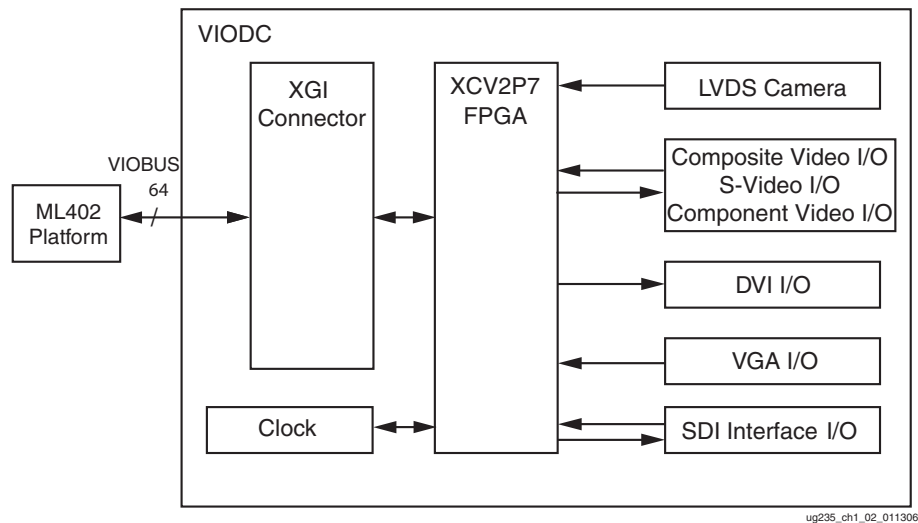 VIODC
XGI
Connector
XCV2P7
FPGA
LVDS Camera
Composite Video I/O
S-Video I/O
Component Video I/O
VIOBUS
64
ML402
Platform
DVI I/O
VGA I/O
Clock
SDI Interface I/O
ug235_ch1_02_011306